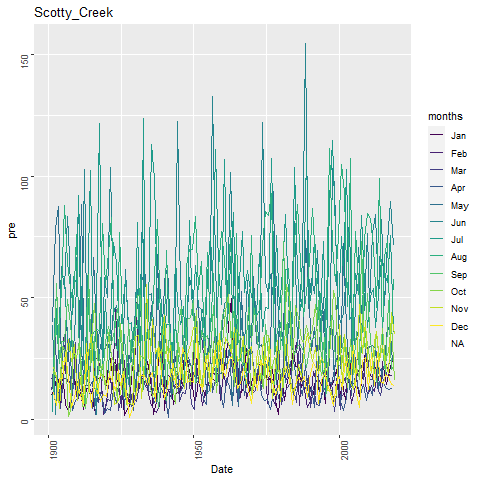 Scotty_Creek
150
100
50
0
pre
1900
1950
2000
Date
months
Jan
Feb
Mar
Apr
May
Jun
Jul
Aug
Sep
Oct
Nov
Dec
NA